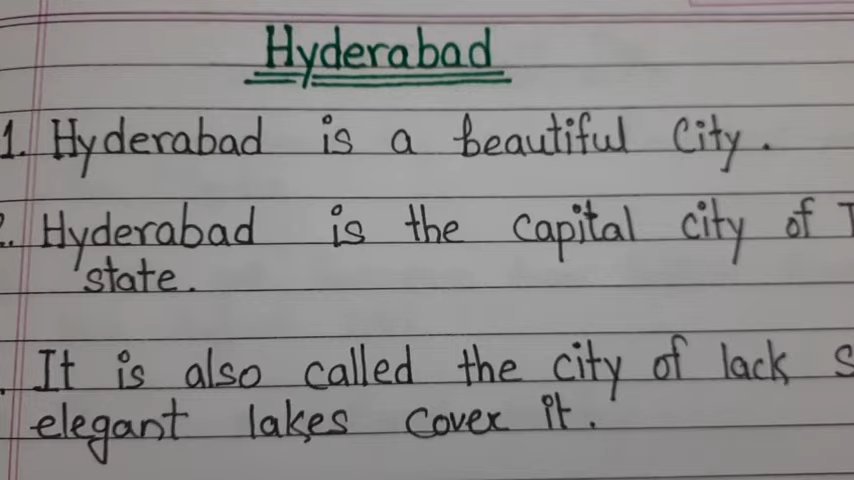 Hyderabad
1. Hyderabad is a beautiful City.
2. Hyderabad is the capital city of
state.
It is also called the city of lack
elegant lakes cover it.